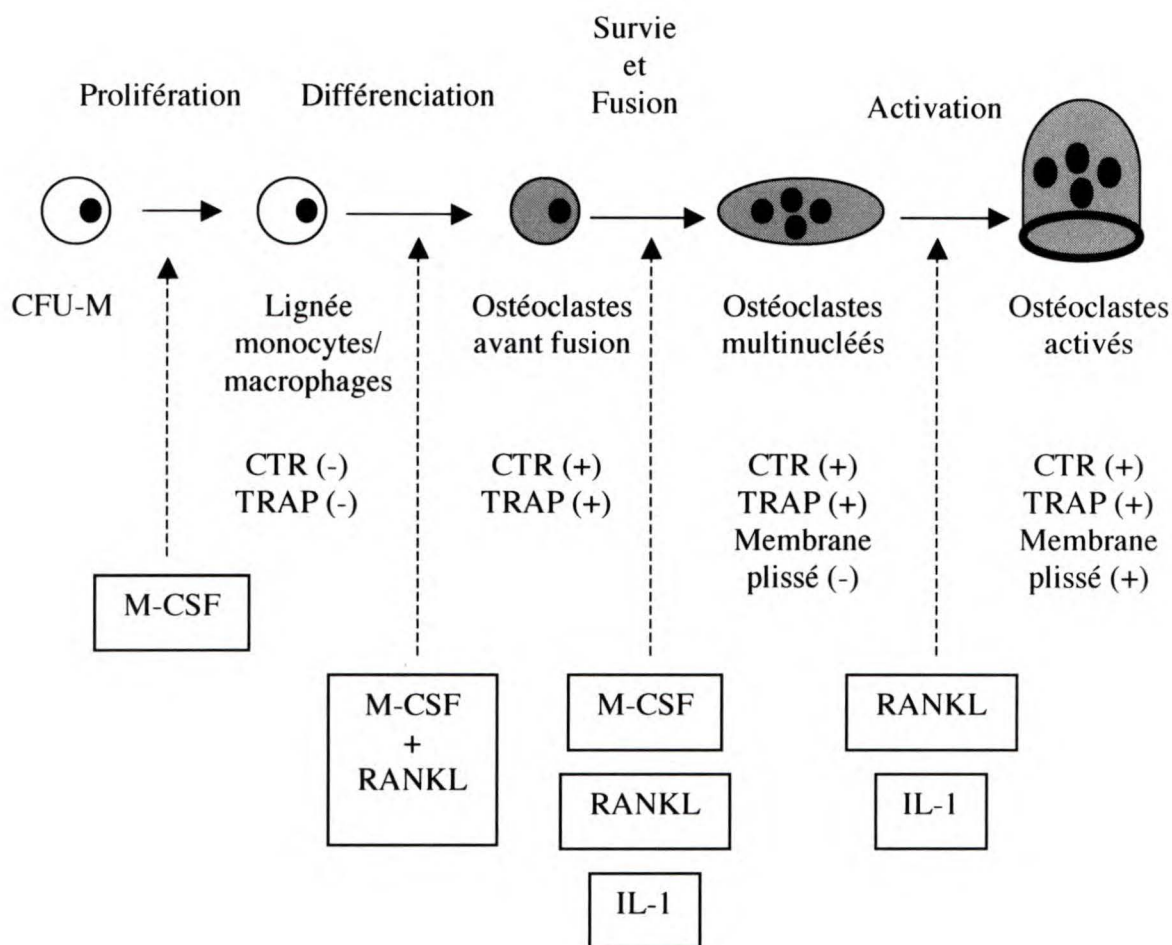 Survie
et
Fusion
Prolifération
Différenciation
Activation
CFU-M
Lignée
monocytes/
macrophages
Ostéoclastes
avant fusion
Ostéoclastes
multinucléés
Ostéoclastes
activés
CTR (-)
TRAP (-)
CTR (+)
TRAP (+)
CTR (+)
TRAP (+)
Membrane
plissé (-)
CTR (+)
TRAP (+)
Membrane
plissé (+)
M-CSF
M-CSF
+
RANKL
M-CSF
RANKL
IL-1
RANKL
IL-1